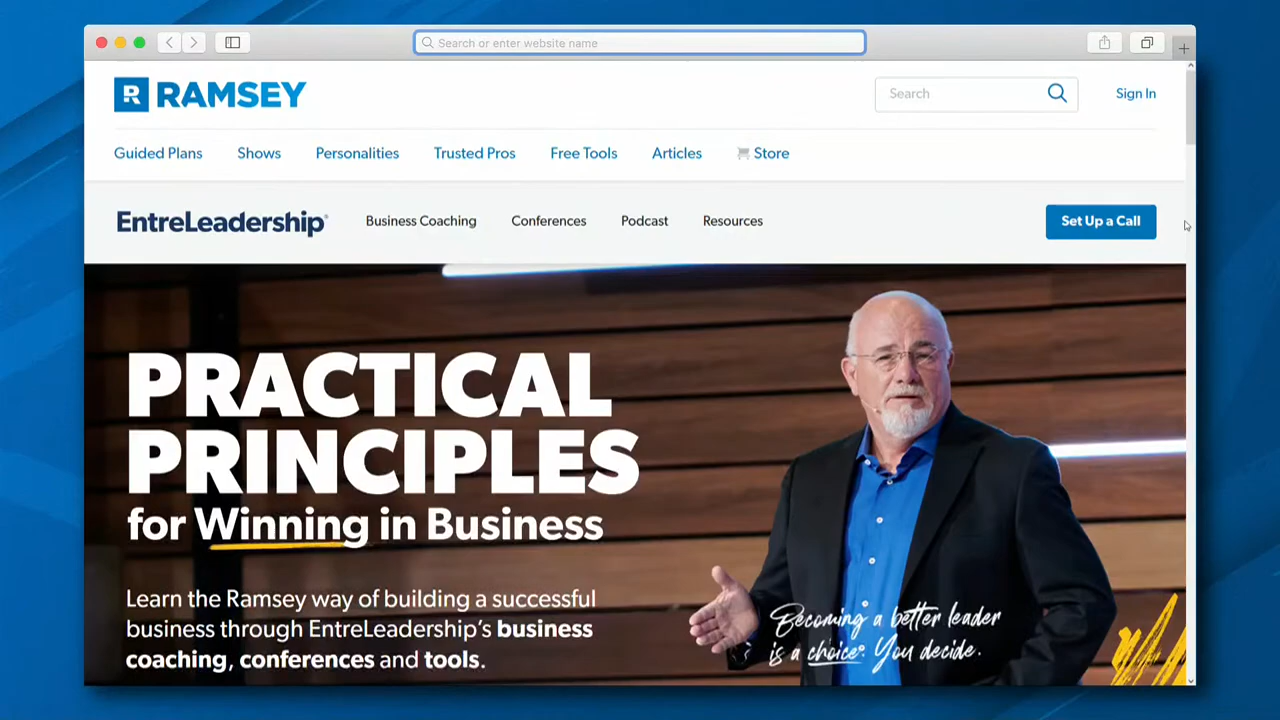 Search or enter website name
RAMSEY
Search
Sign In
Guided Plans Shows Personalities Trusted Pros Free Tools Articles Store
EntreLeadership®
Business Coaching Conferences Podcast Resources
Set Up a Call
PRACTICAL
PRINCIPLES
for Winning in Business
Learn the Ramsey way of building a successful
business through EntreLeadership's business
coaching, conferences and tools.
Becoming a better leader
is a choice. You decide.